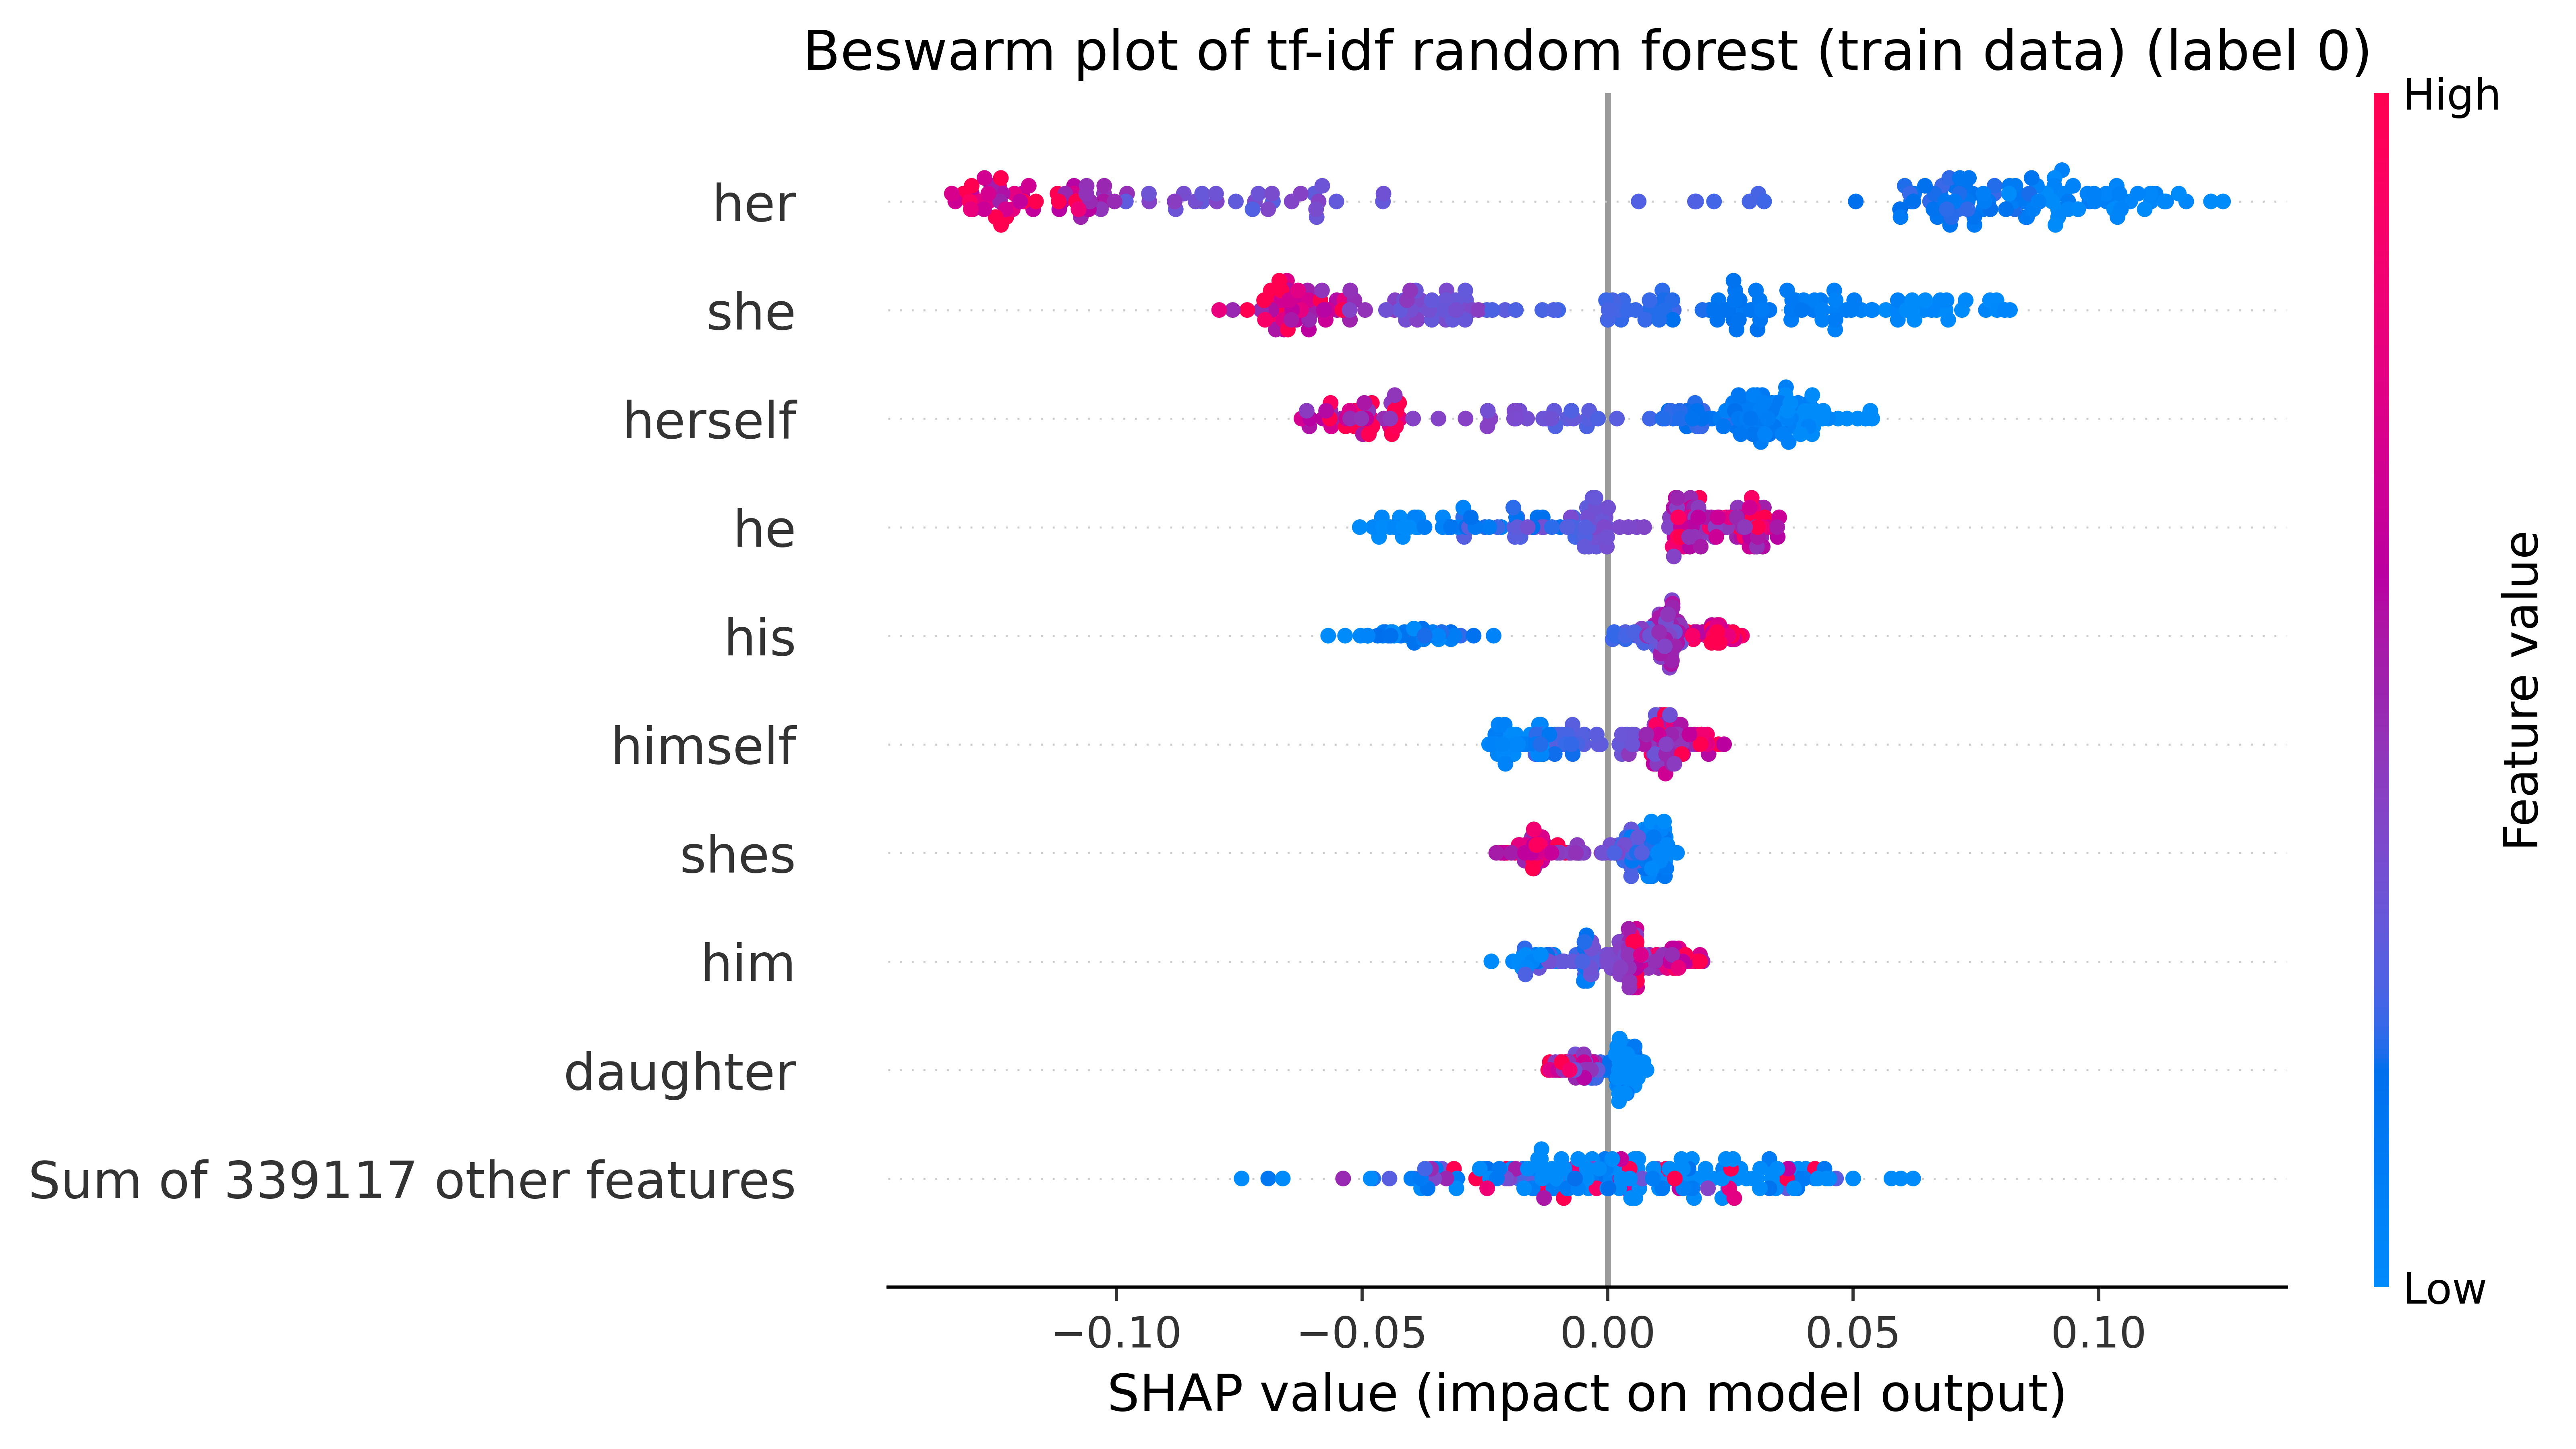 Beswarm plot of tf-idf random forest (train data) (label 0)
High
her
she
herself
he
his
himself
shes
him
daughter
Sum of 339117 other features
Feature value
Low
−0.10
−0.05
0.00
0.05
0.10
SHAP value (impact on model output)